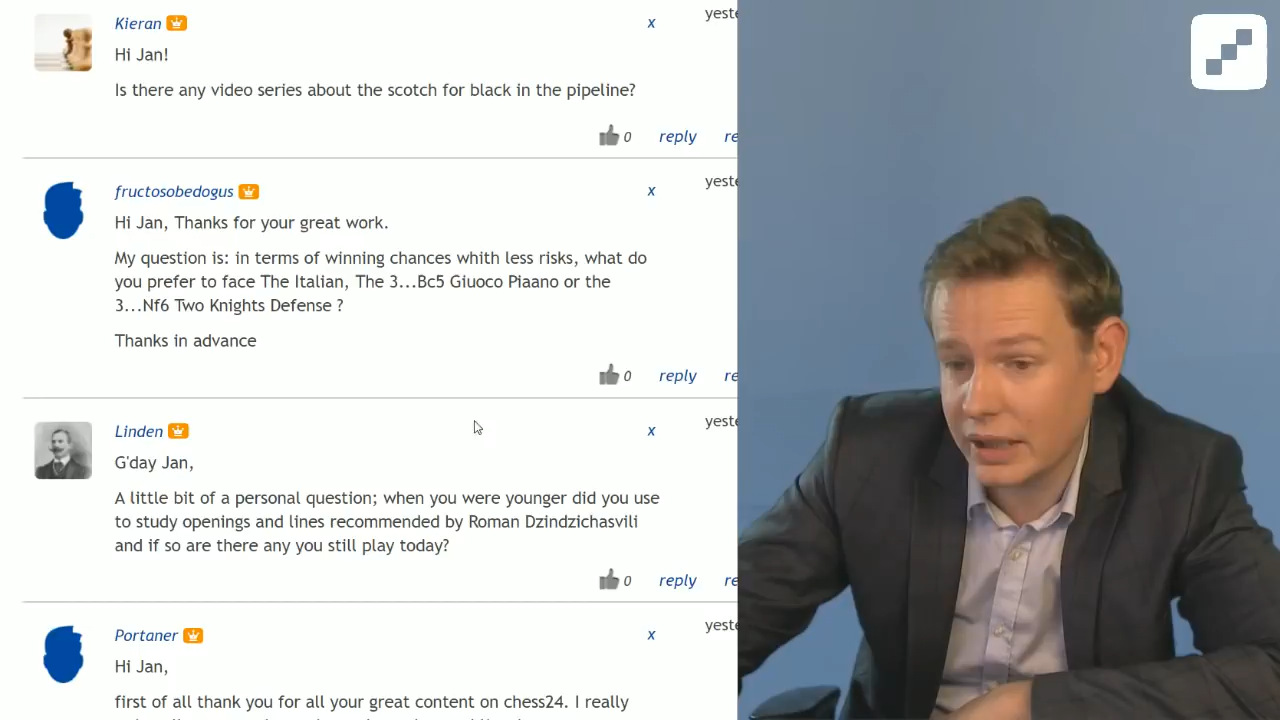 Kieran
x
yeste
Hi Jan!
Is there any video series about the scotch for black in the pipeline?
0
reply
re
fructosobedogus
x
yeste
Hi Jan, Thanks for your great work.
My question is: in terms of winning chances whith less risks, what do
you prefer to face The Italian, The 3...Bc5 Giuoco Piaano or the
3...Nf6 Two Knights Defense ?
Thanks in advance
0
reply
re
Linden
x
yeste
G'day Jan,
A little bit of a personal question; when you were younger did you use
to study openings and lines recommended by Roman Dzindzichasvili
and if so are there any you still play today?
0
reply
re
Portaner
x
yeste
Hi Jan,
first of all thank you for all your great content on chess24. I really